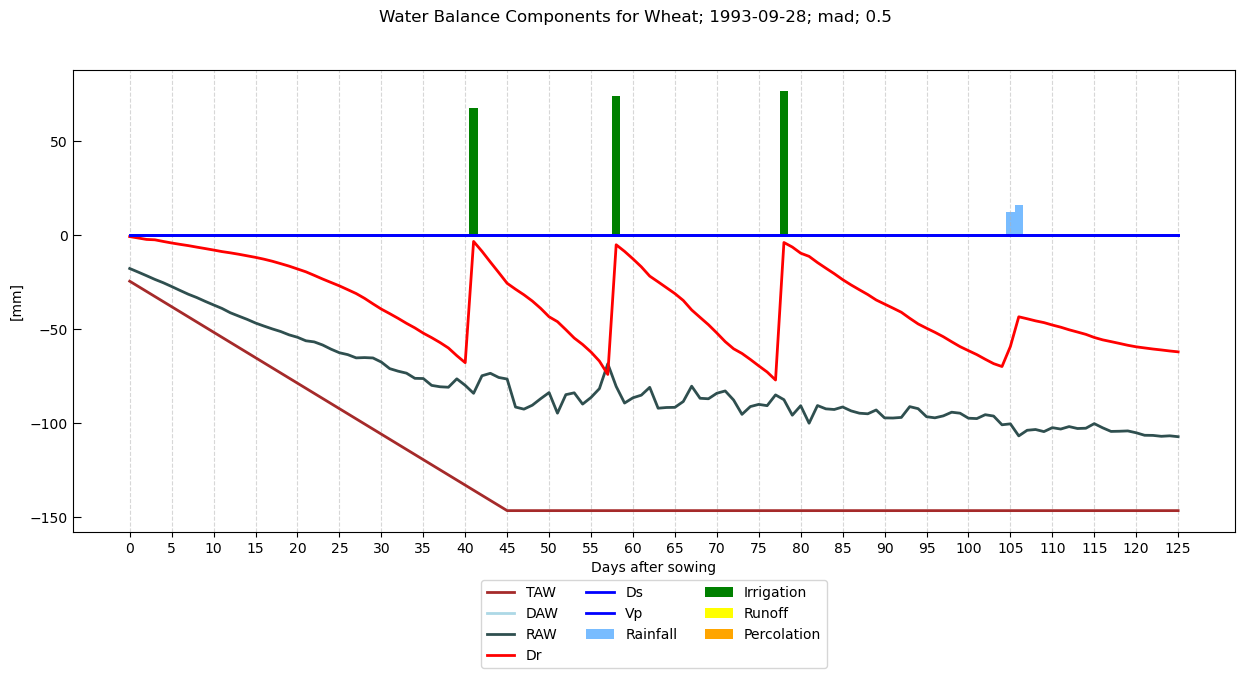 Water Balance Components for Wheat; 1993-09-28; mad; 0.5
[mm]
50
0
−50
−100
−150
0 5 10 15 20 25 30 35 40 45 50 55 60 65 70 75 80 85 90 95 100 105 110 115 120 125
Days after sowing
TAW
DAW
RAW
Dr
Ds
Vp
Rainfall
Irrigation
Runoff
Percolation